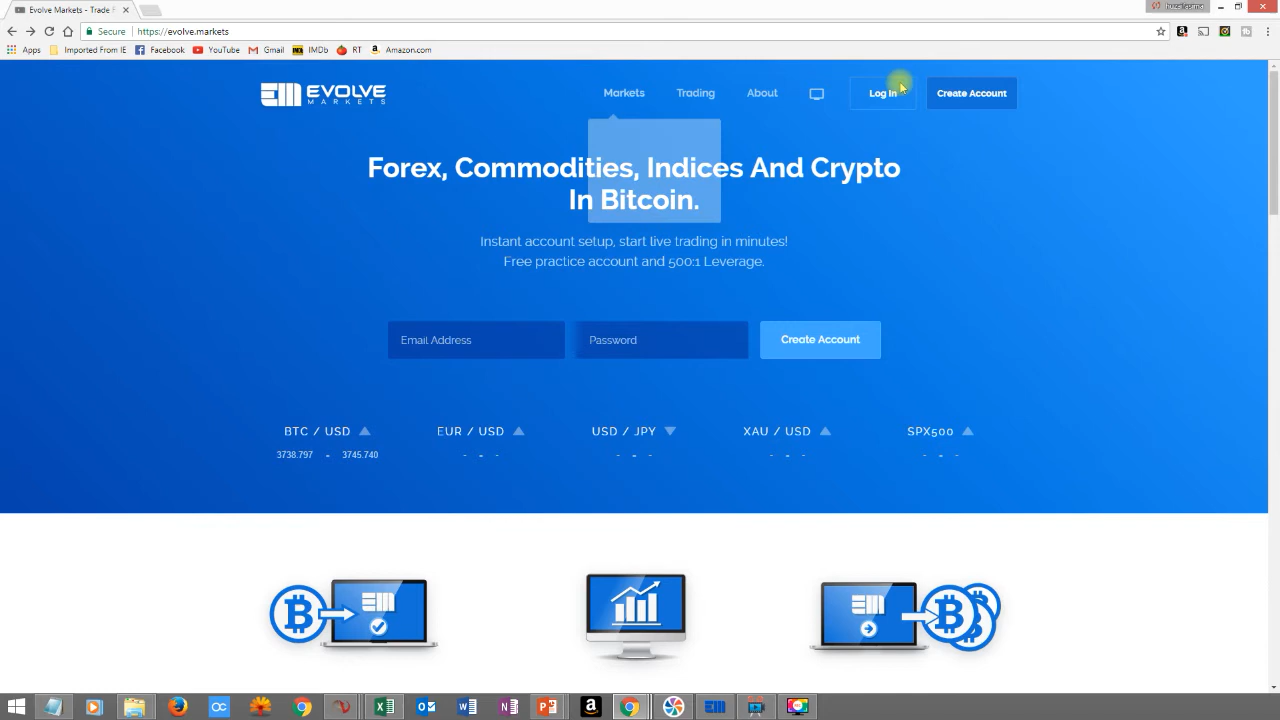 Evolve Markets - Trade F
Secure
https://evolve.markets
Apps
Imported From IE
Facebook
YouTube
Gmail
IMDb
RT
Amazon.com
EVOLVE
MARKETS
Markets
Trading
About
Log In
Create Account
Forex, Commodities, Indices And Crypto
In Bitcoin.
Instant account setup, start live trading in minutes!
Free practice account and 500:1 Leverage.
Email Address
Password
Create Account
BTC / USD
EUR / USD
USD / JPY
XAU / USD
SPX500
3738.797 - 3745.740
- - -
- - -
- - -
- - -